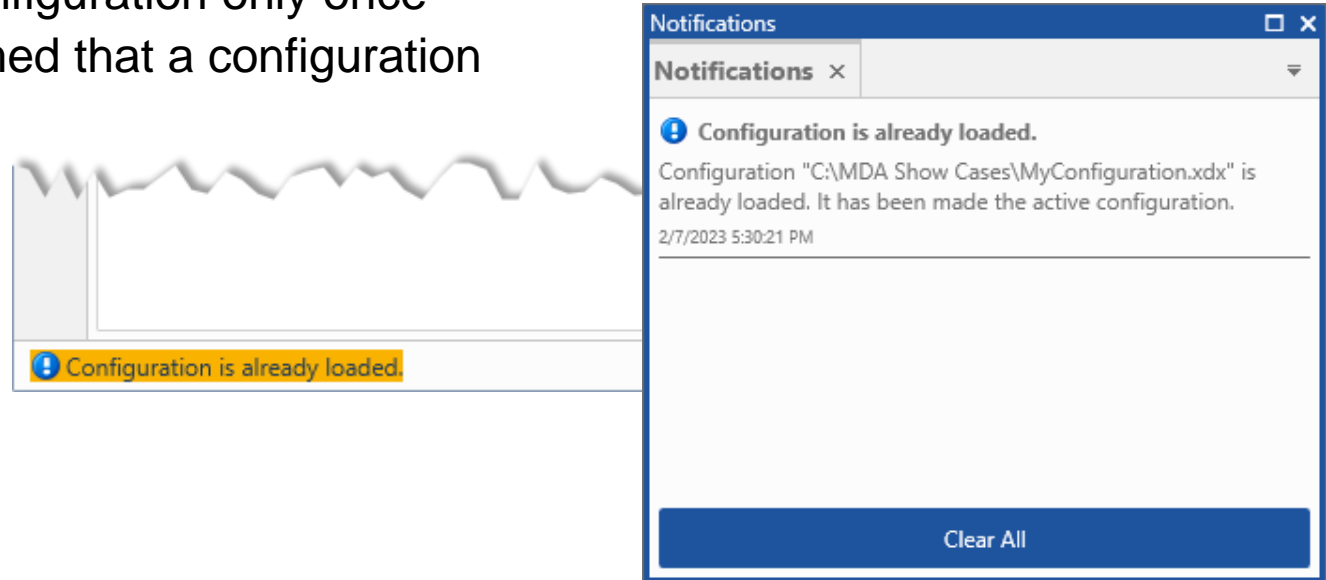 figuration only once
ned that a configuration
Configuration is already loaded.
Notifications
Notifications
Configuration is already loaded.
Configuration "C:\MDA Show Cases\MyConfiguration.xdx" is
already loaded. It has been made the active configuration.
2/7/2023 5:30:21 PM
Clear All